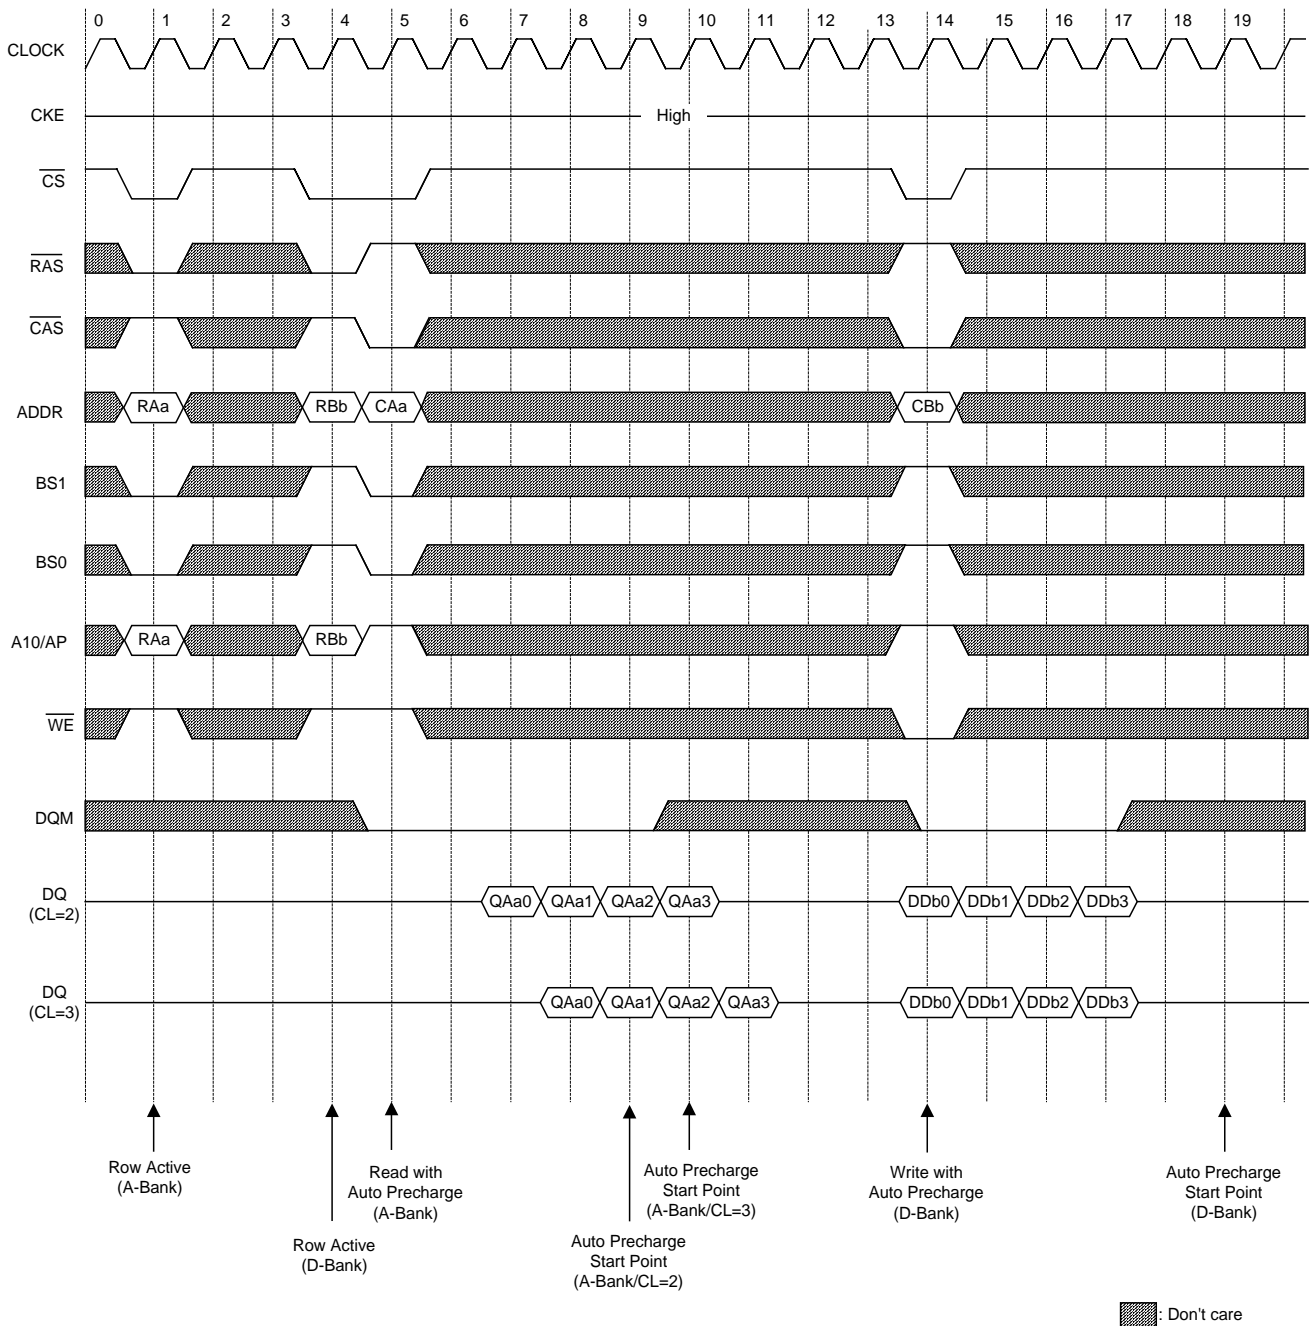 0 1 2 3 4 5 6 7 8 9 10 11 12 13 14 15 16 17 18 19
CLOCK
CKE High
CS
RAS
CAS
ADDR RAa RBb CAa CBb
BS1
BS0
A10/AP RAa RBb
WE
DQM
DQ
(CL=2)
QAa0 QAa1 QAa2 QAa3 DDb0 DDb1 DDb2 DDb3
DQ
(CL=3)
QAa0 QAa1 QAa2 QAa3 DDb0 DDb1 DDb2 DDb3
Row Active
(A-Bank)
Row Active
(D-Bank)
Read with
Auto Precharge
(A-Bank)
Auto Precharge
Start Point
(A-Bank/CL=2)
Auto Precharge
Start Point
(A-Bank/CL=3)
Write with
Auto Precharge
(D-Bank)
Auto Precharge
Start Point
(D-Bank)
: Don't care